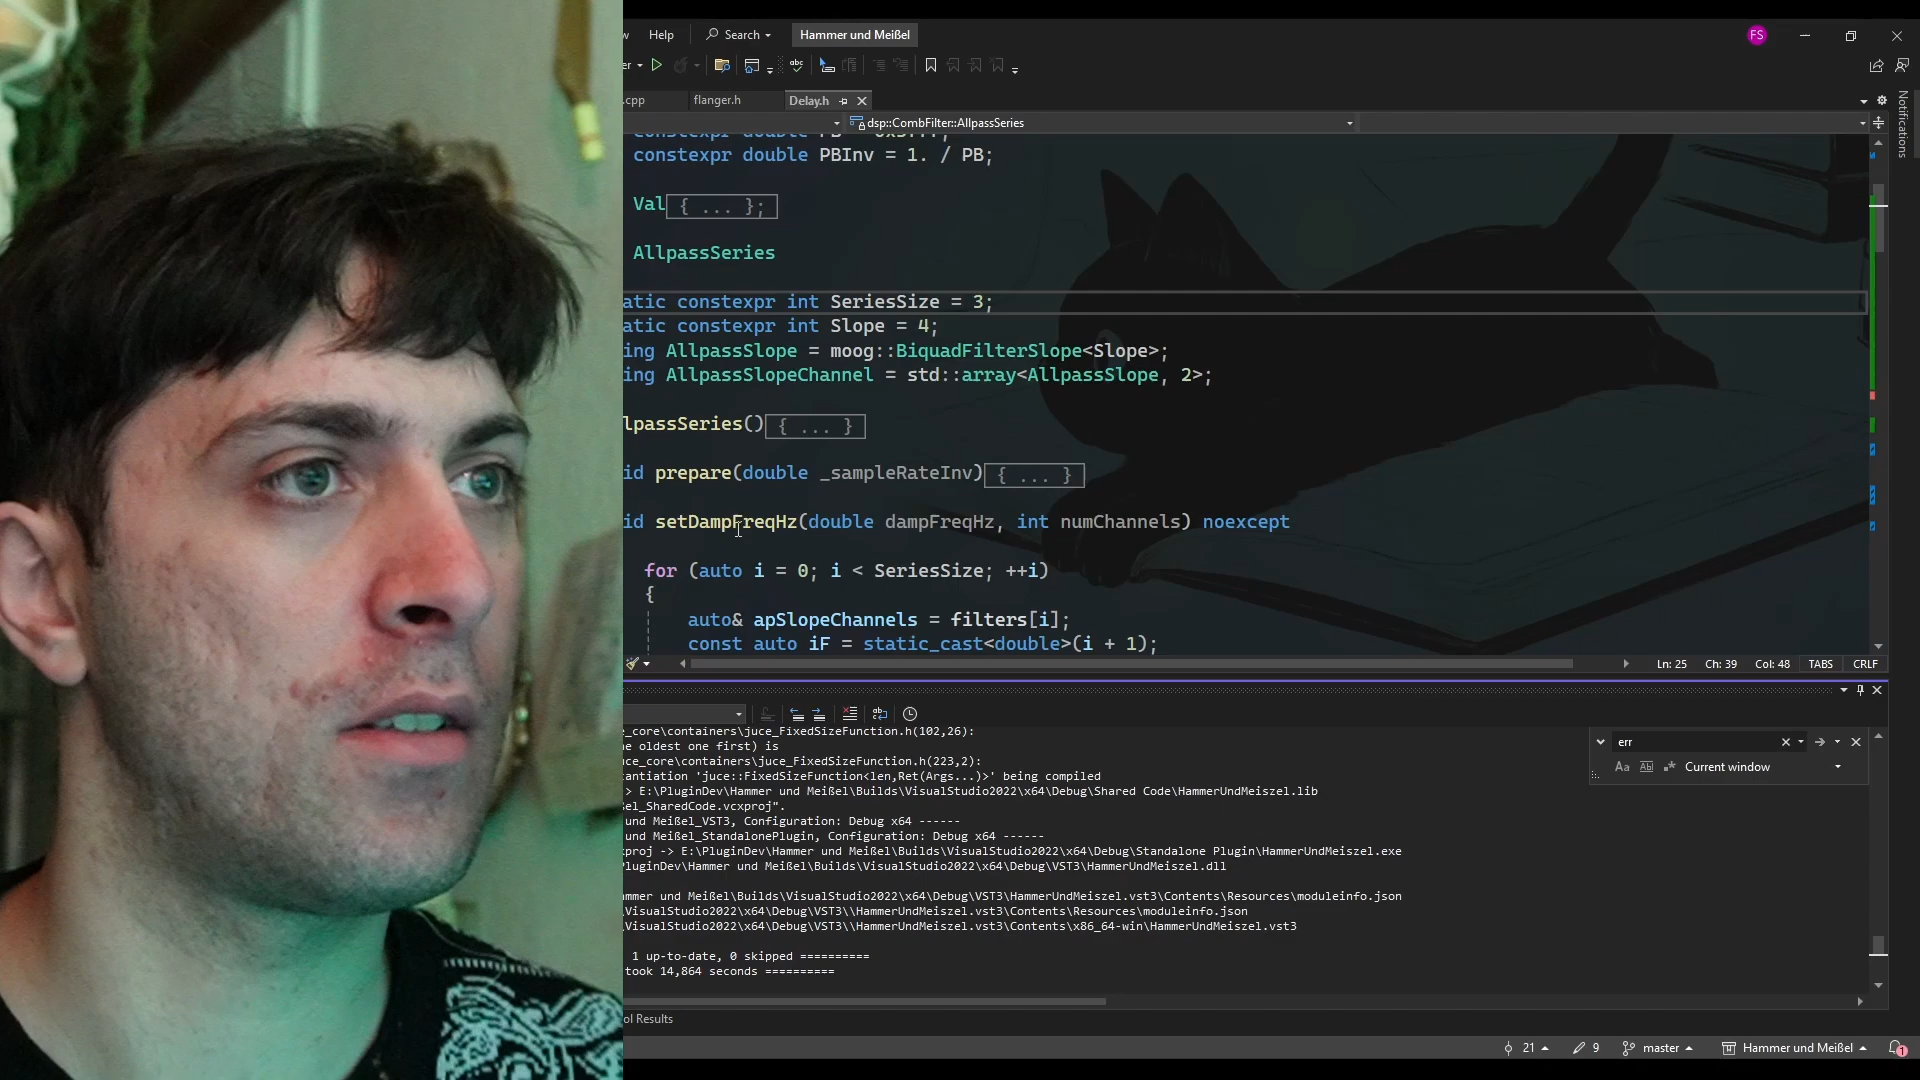 Help
Search
Hammer und Meißel
FS
.cpp
flanger.h
Delay.h
dsp::CombFilter::AllpassSeries
Notifications
constexpr double PBInv = 1. / PB;
Val{ ... };
AllpassSeries
atic constexpr int SeriesSize = 3;
atic constexpr int Slope = 4;
ing AllpassSlope = moog::BiquadFilterSlope<Slope>;
ing AllpassSlopeChannel = std::array<AllpassSlope, 2>;
lpassSeries(){ ... }
id prepare(double _sampleRateInv){ ... }
id setDampFreqHz(double dampFreqHz, int numChannels) noexcept
for (auto i = 0; i < SeriesSize; ++i)
{
auto& apSlopeChannels = filters[i];
const auto iF = static_cast<double>(i + 1);
Ln: 25 Ch: 39 Col: 48 TABS CRLF
err
Aa Ab Current window
e_core\containers\juce_FixedSizeFunction.h(102,26):
e oldest one first) is
uce_core\containers\juce_FixedSizeFunction.h(223,2):
tantiation 'juce::FixedSizeFunction<len,Ret(Args...)>' being compiled
> E:\PluginDev\Hammer und Meißel\Builds\VisualStudio2022\x64\Debug\Shared Code\HammerUndMeiszel.lib
el_SharedCode.vcxproj".
und Meißel_VST3, Configuration: Debug x64 ------
und Meißel_StandalonePlugin, Configuration: Debug x64 ------
xproj -> E:\PluginDev\Hammer und Meißel\Builds\VisualStudio2022\x64\Debug\Standalone Plugin\HammerUndMeiszel.exe
PluginDev\Hammer und Meißel\Builds\VisualStudio2022\x64\Debug\VST3\HammerUndMeiszel.dll
ammer und Meißel\Builds\VisualStudio2022\x64\Debug\VST3\HammerUndMeiszel.vst3\Contents\Resources\moduleinfo.json
\VisualStudio2022\x64\Debug\VST3\\HammerUndMeiszel.vst3\Contents\Resources\moduleinfo.json
\VisualStudio2022\x64\Debug\VST3\\HammerUndMeiszel.vst3\Contents\x86_64-win\HammerUndMeiszel.vst3
1 up-to-date, 0 skipped ==========
took 14,864 seconds ==========
ol Results
21 9 master Hammer und Meißel 1